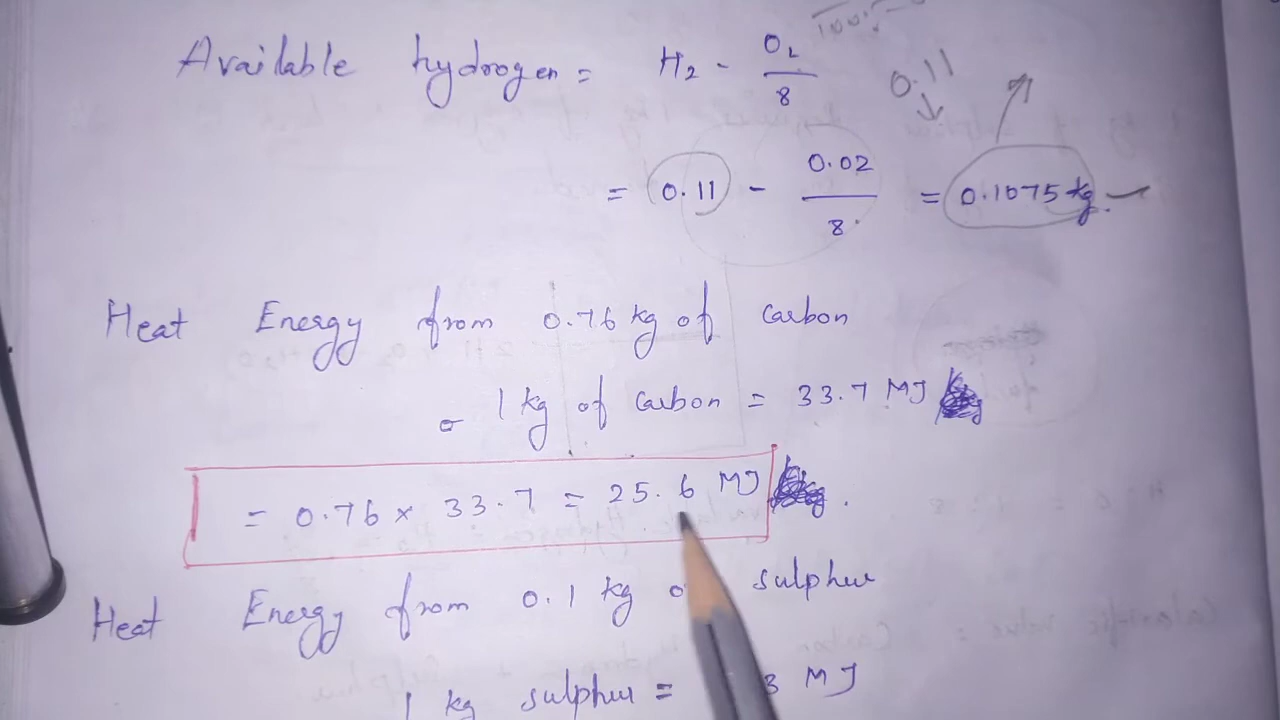 100%
Available hydrogen = H2 - O2/8
0.11
= 0.11 - 0.02/8 = 0.1075 kg
Heat Energy from 0.76 kg of carbon
1 kg of carbon = 33.7 MJ
= 0.76 × 33.7 = 25.6 MJ
Heat Energy from 0.1 kg sulphur
1 kg sulphur = 3 MJ